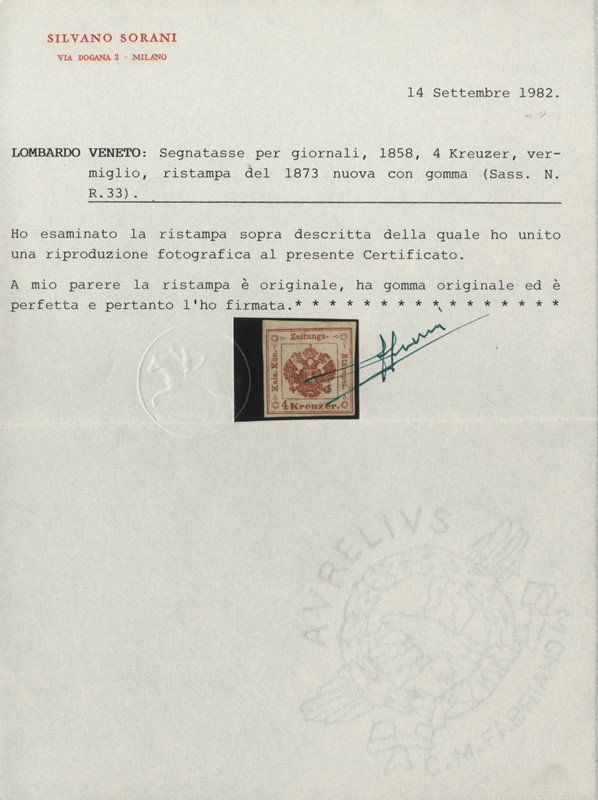 SILVANO SORANI
VIA DOGANA 3 - MILANO
14 Settembre 1982.
LOMBARDO VENETO: Segnatasse per giornali, 1858, 4 Kreuzer, ver-
miglio, ristampa del 1873 nuova con gomma (Sass. N.
R.33).
Ho esaminato la ristampa sopra descritta della quale ho unito
una riproduzione fotografica al presente Certificato.
A mio parere la ristampa è originale, ha gomma originale ed è
perfetta e pertanto l'ho firmata.* * * * * * * * * * * * * * * *
Zeitungs-
Kais. Kön.
4 Kreuzer.
AVRELIVS
C.M.FABRIANO